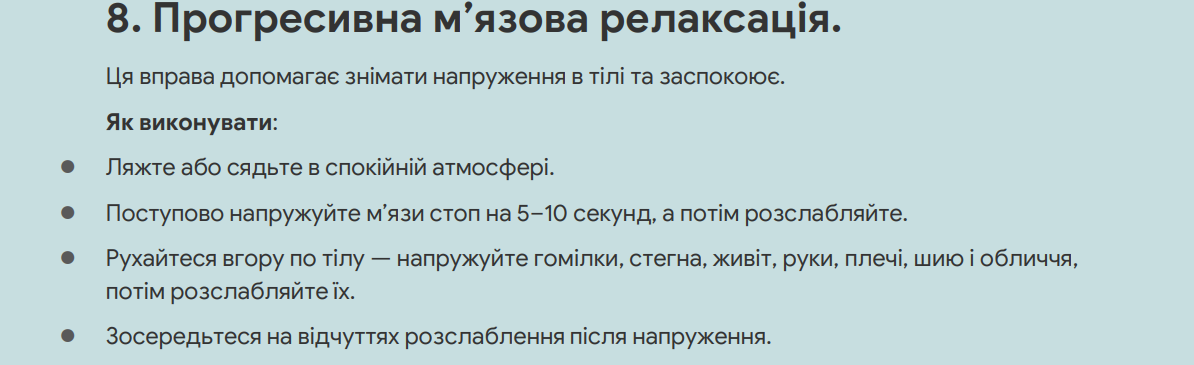 8. Прогресивна м’язова релаксація.
Ця вправа допомагає знімати напруження в тілі та заспокоює.
Як виконувати:
● Ляжте або сядьте в спокійній атмосфері.
● Поступово напружуйте м’язи стоп на 5–10 секунд, а потім розслабляйте.
● Рухайтеся вгору по тілу — напружуйте гомілки, стегна, живіт, руки, плечі, шию і обличчя,
потім розслабляйте їх.
● Зосередьтеся на відчуттях розслаблення після напруження.